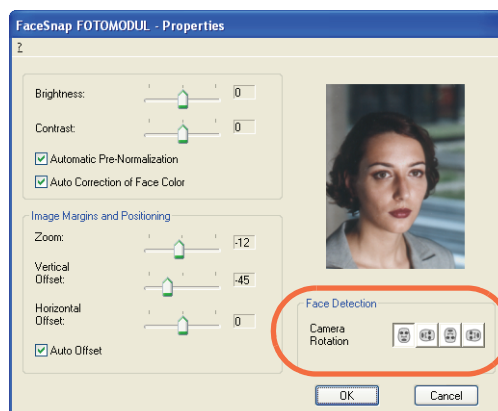 FaceSnap FOTOMODUL - Properties
?
Brightness: 0
Contrast: 0
Automatic Pre-Normalization
Auto Correction of Face Color
Image Margins and Positioning
Zoom: -12
Vertical
Offset: -45
Horizontal
Offset: 0
Auto Offset
Face Detection
Camera
Rotation
OK Cancel